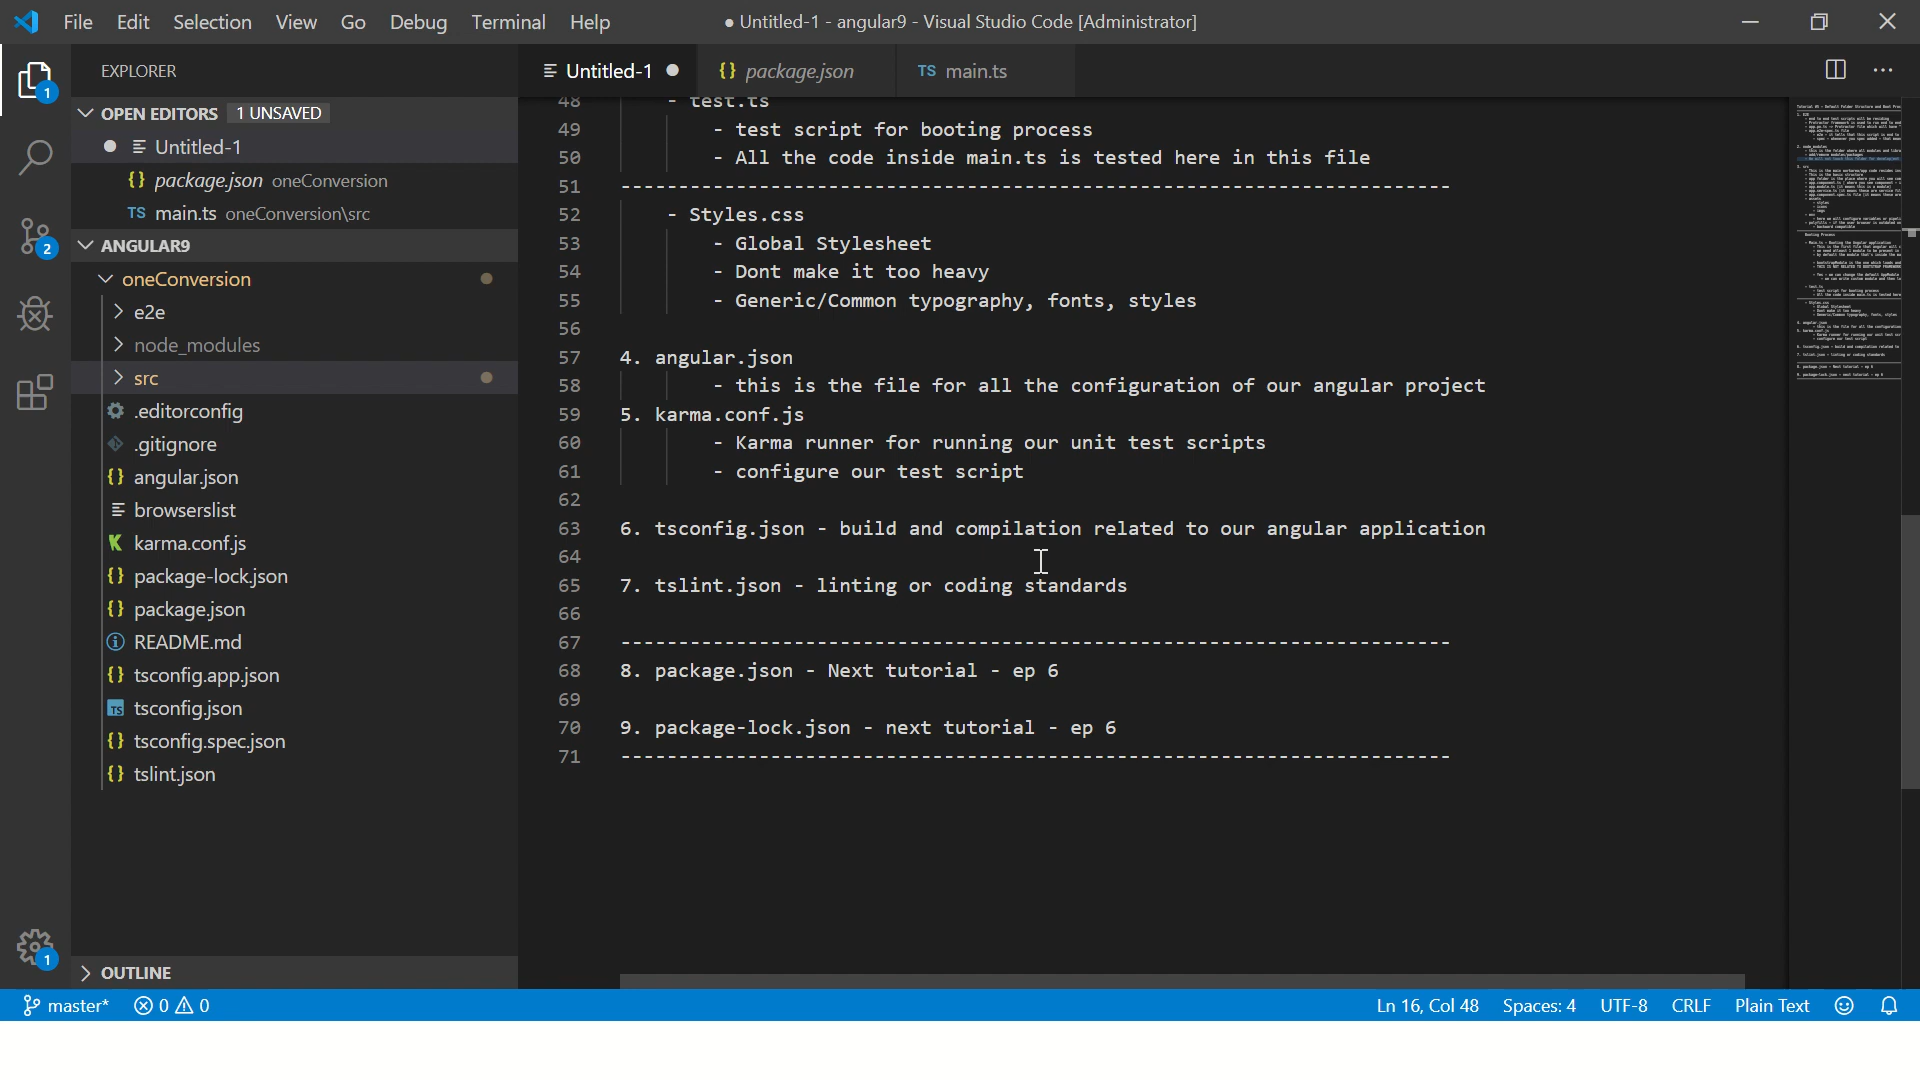 File Edit Selection View Go Debug Terminal Help
● Untitled-1 - angular9 - Visual Studio Code [Administrator]
EXPLORER
Untitled-1
{} package.json
TS main.ts
OPEN EDITORS 1 UNSAVED
Untitled-1
{} package.json oneConversion
TS main.ts oneConversion\src
ANGULAR9
oneConversion
e2e
node_modules
src
.editorconfig
.gitignore
{} angular.json
browserslist
karma.conf.js
{} package-lock.json
{} package.json
README.md
{} tsconfig.app.json
TS tsconfig.json
{} tsconfig.spec.json
{} tslint.json
OUTLINE
1
2
1
48 - test.ts
49 - test script for booting process
50 - All the code inside main.ts is tested here in this file
51 ------------------------------------------------------------------------
52 - Styles.css
53 - Global Stylesheet
54 - Dont make it too heavy
55 - Generic/Common typography, fonts, styles
56
57 4. angular.json
58 - this is the file for all the configuration of our angular project
59 5. karma.conf.js
60 - Karma runner for running our unit test scripts
61 - configure our test script
62
63 6. tsconfig.json - build and compilation related to our angular application
64
65 7. tslint.json - linting or coding standards
66
67 ------------------------------------------------------------------------
68 8. package.json - Next tutorial - ep 6
69
70 9. package-lock.json - next tutorial - ep 6
71 ------------------------------------------------------------------------
master* 0 0
Ln 16, Col 48 Spaces: 4 UTF-8 CRLF Plain Text